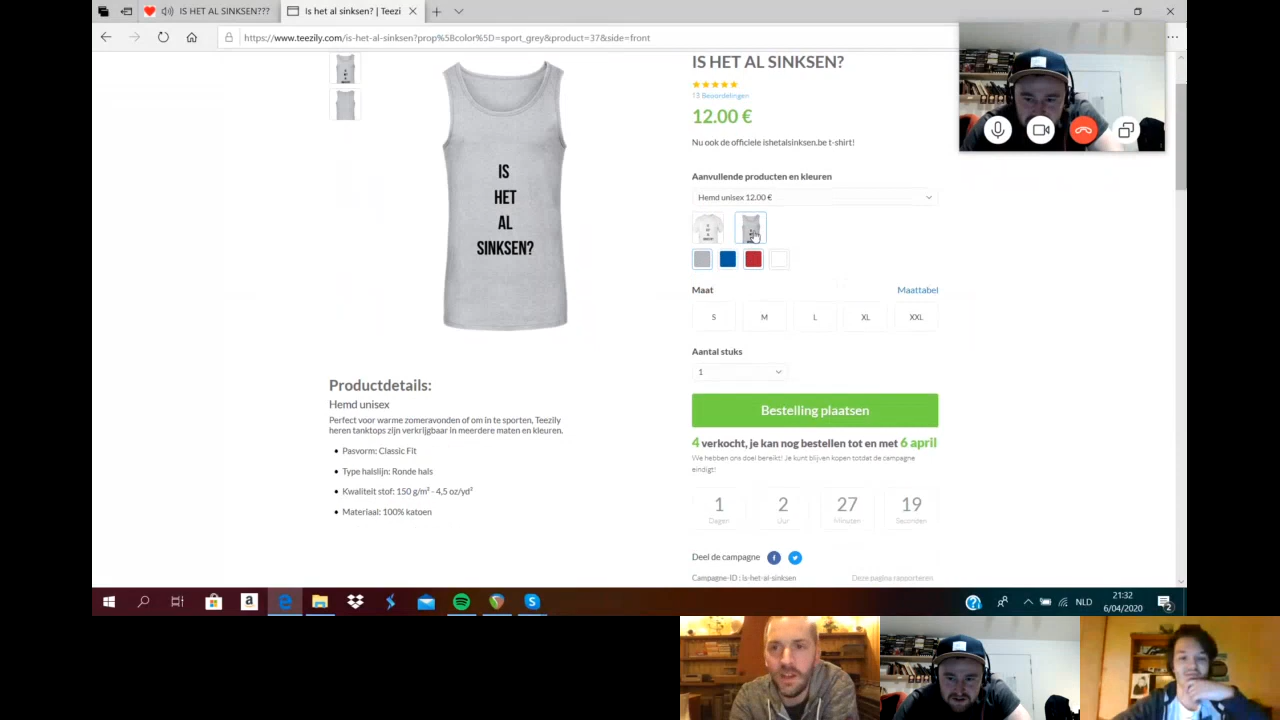 IS HET AL SINKSEN???
Is het al sinksen? | Teezi
https://www.teezily.com/is-het-al-sinksen?prop%5Bcolor%5D=sport_grey&product=37&side=front
IS HET AL SINKSEN?
13 Beoordelingen
12.00 €
Nu ook de officiele ishetalsinksen.be t-shirt!
Aanvullende producten en kleuren
Hemd unisex 12.00 €
IS
HET
AL
SINKSEN?
Maat
Maattabel
S
M
L
XL
XXL
Aantal stuks
1
Bestelling plaatsen
4 verkocht, je kan nog bestellen tot en met 6 april
We hebben ons doel bereikt! Je kunt blijven kopen totdat de campagne
eindigt!
1
2
27
19
Dagen
Uur
Minuten
Seconden
Deel de campagne
Campagne-ID : is-het-al-sinksen
Deze pagina rapporteren
Productdetails:
Hemd unisex
Perfect voor warme zomeravonden of om in te sporten, Teezily
heren tanktops zijn verkrijgbaar in meerdere maten en kleuren.
Pasvorm: Classic Fit
Type halslijn: Ronde hals
Kwaliteit stof: 150 g/m² - 4,5 oz/yd²
Materiaal: 100% katoen
NLD
21:32
6/04/2020
2